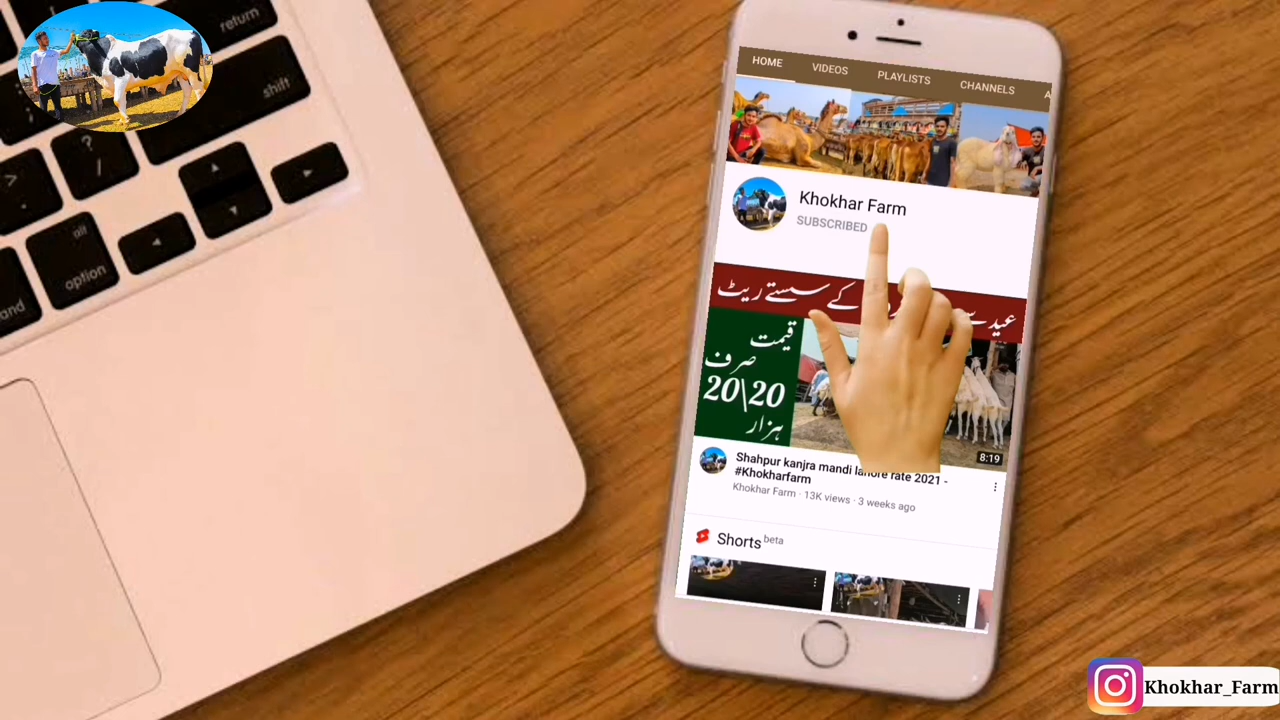 return
shift
?
/
>
.
alt
option
HOME
VIDEOS
PLAYLISTS
CHANNELS
A
Khokhar Farm
SUBSCRIBED
کے سستے ریٹ
قیمت
صرف
20\20
ہزار
8:19
Shahpur kanjra mandi lahore rate 2021 -
#Khokharfarm
Khokhar Farm · 13K views · 3 weeks ago
Shorts beta
Khokhar_Farm